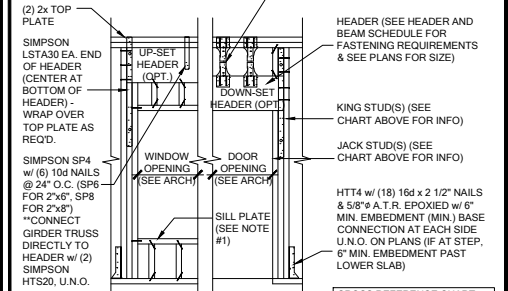 (2) 2x TOP
PLATE
SIMPSON
LSTA30 EA. END
OF HEADER
(CENTER AT
BOTTOM OF
HEADER) -
WRAP OVER
TOP PLATE AS
REQ'D.
SIMPSON SP4
w/ (6) 10d NAILS
@ 24" O.C. (SP6
FOR 2"x6", SP8
FOR 2"x8")
**CONNECT
GIRDER TRUSS
DIRECTLY TO
HEADER w/ (2)
SIMPSON
HTS20, U.N.O.
UP-SET
HEADER
(OPT.)
DOWN-SET
HEADER (OPT.
WINDOW
OPENING
(SEE ARCH)
DOOR
OPENING
(SEE ARCH)
SILL PLATE
(SEE NOTE
#1)
HEADER (SEE HEADER AND
BEAM SCHEDULE FOR
FASTENING REQUIREMENTS
& SEE PLANS FOR SIZE)
KING STUD(S) (SEE
CHART ABOVE FOR INFO)
JACK STUD(S) (SEE
CHART ABOVE FOR INFO)
HTT4 w/ (18) 16d x 2 1/2" NAILS
& 5/8"ø A.T.R. EPOXIED w/ 6"
MIN. EMBEDMENT (MIN.) BASE
CONNECTION AT EACH SIDE
U.N.O. ON PLANS (IF AT STEP,
6" MIN. EMBEDMENT PAST
LOWER SLAB)